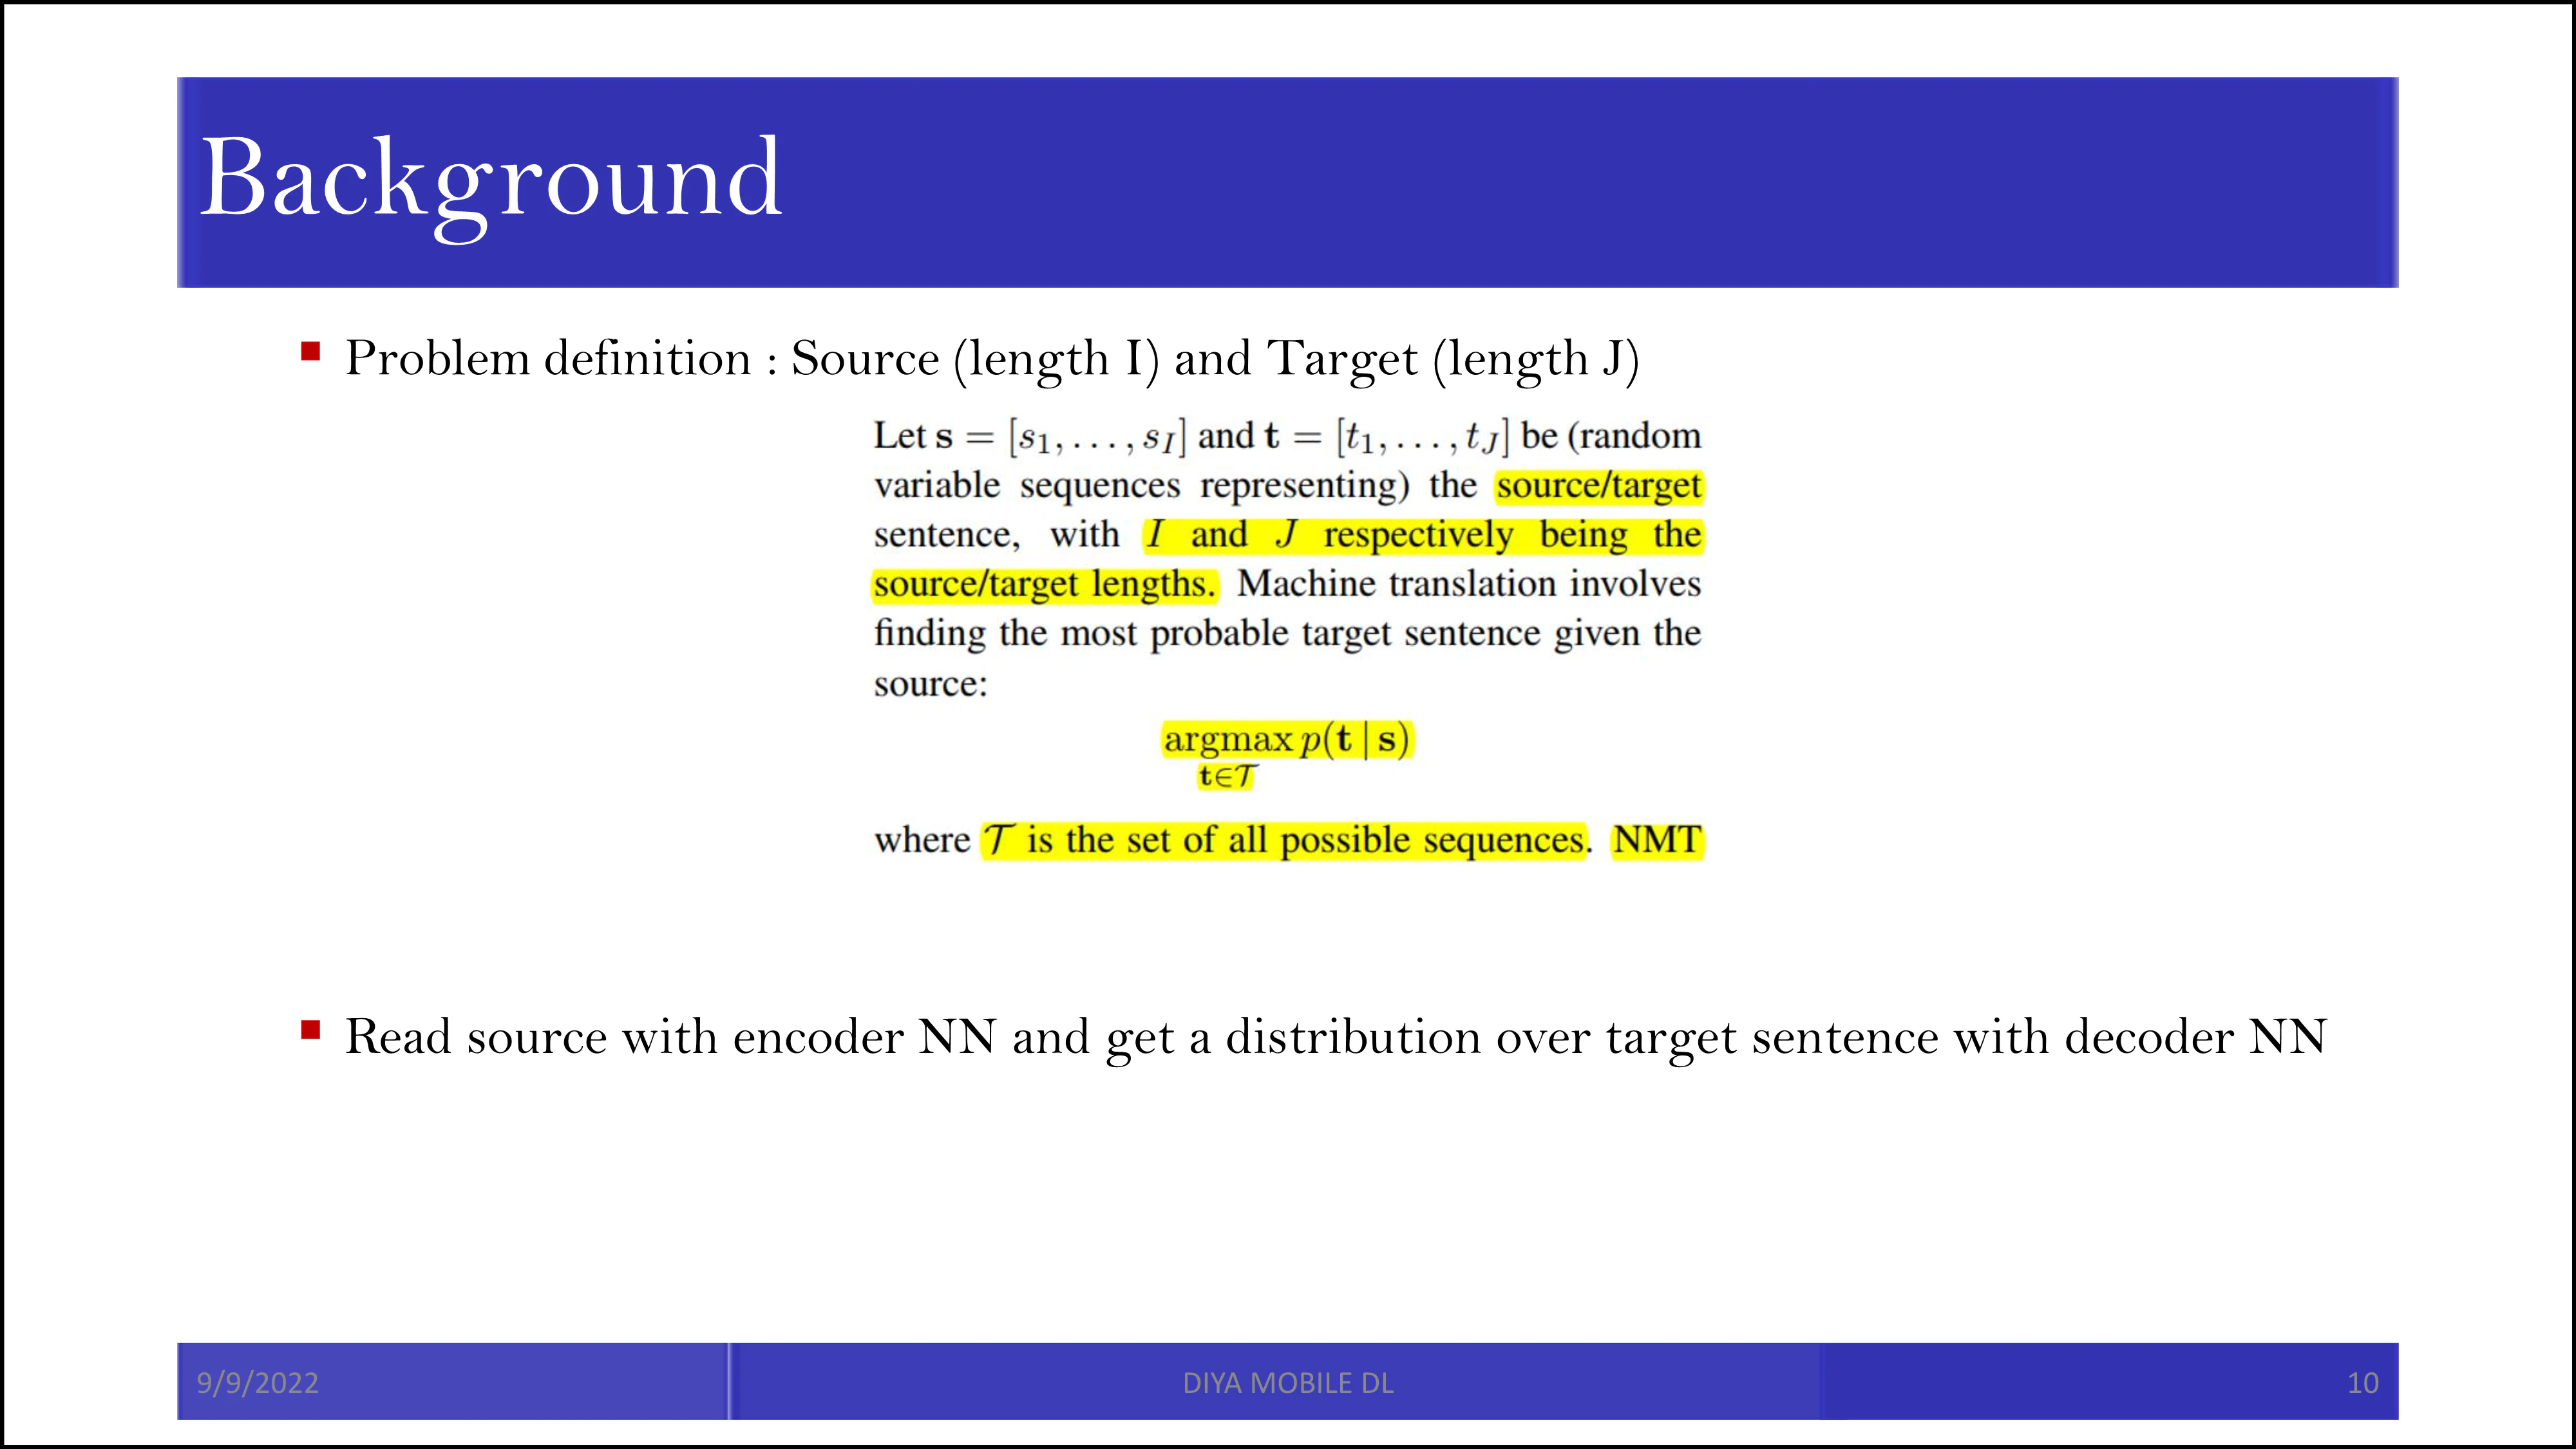 Background
Problem definition : Source (length I) and Target (length J)
Let s = [s₁, . . . , s_I] and t = [t₁, . . . , t_J] be (random
variable sequences representing) the source/target
sentence, with I and J respectively being the
source/target lengths. Machine translation involves
finding the most probable target sentence given the
source:
argmax p(t | s)
t∈𝒯
where 𝒯 is the set of all possible sequences. NMT
Read source with encoder NN and get a distribution over target sentence with decoder NN
9/9/2022
DIYA MOBILE DL
10